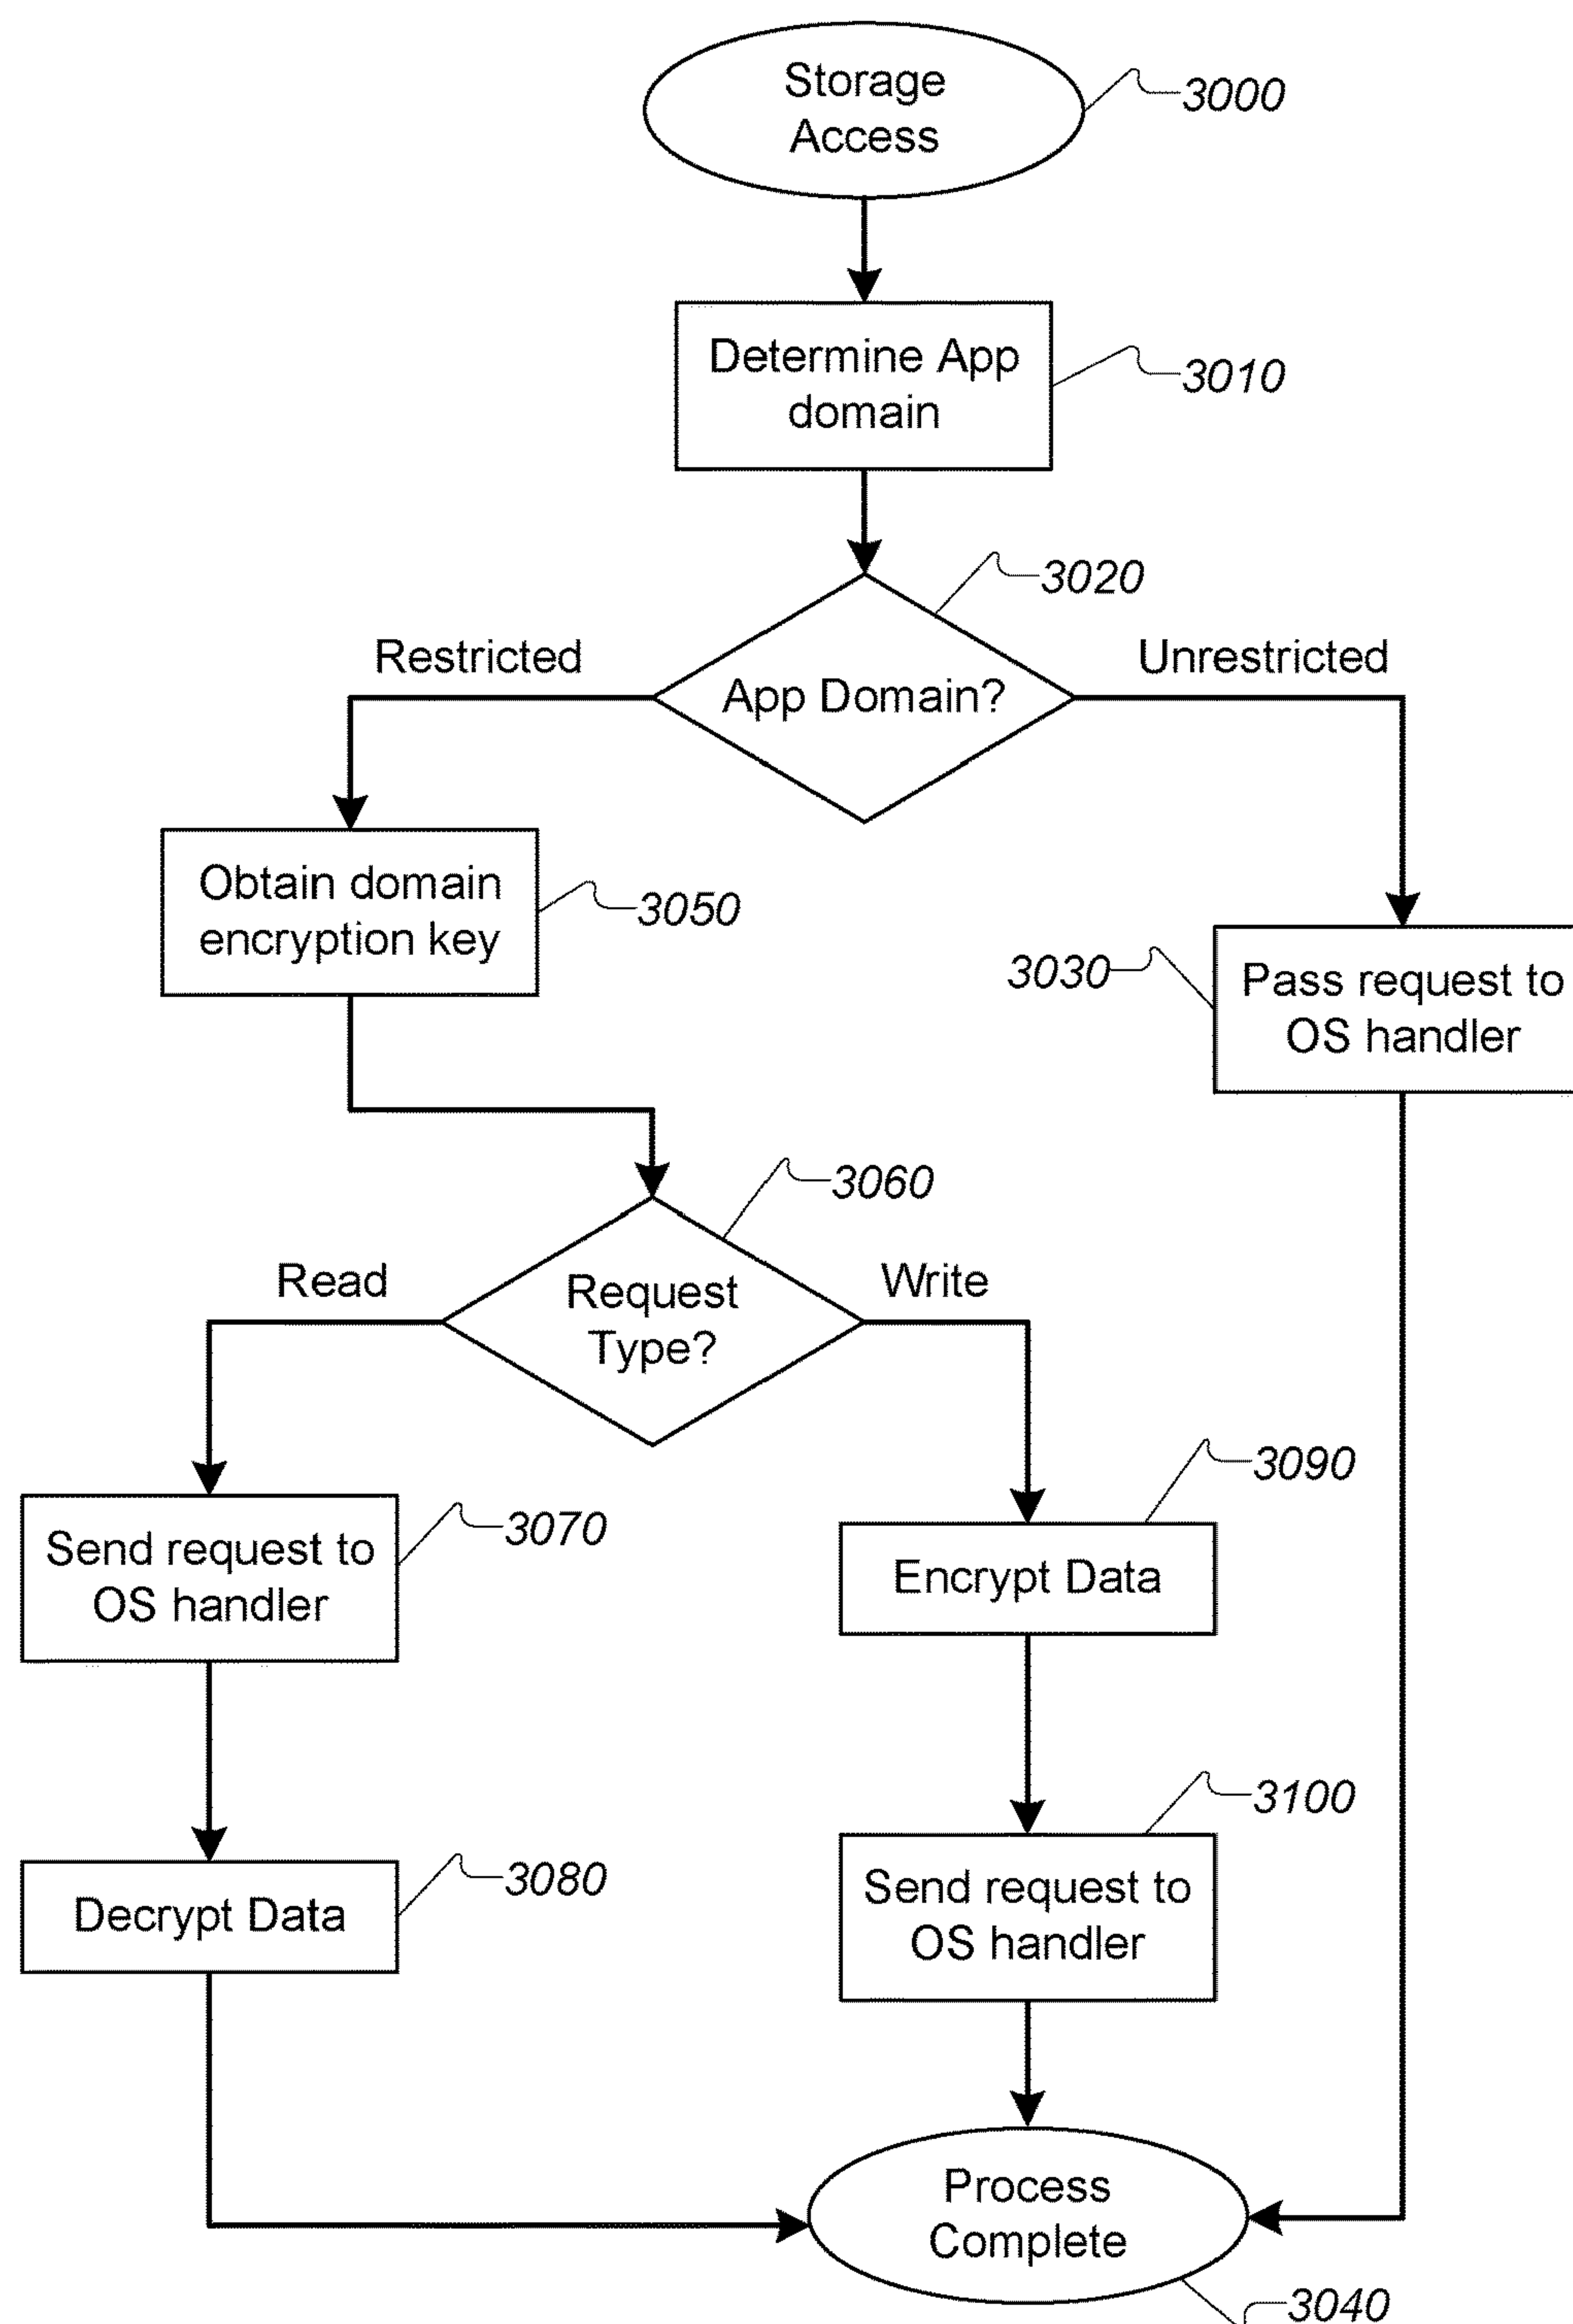 Storage
Access
3000
Determine App
domain
3010
3020
Restricted
Unrestricted
App Domain?
Obtain domain
encryption key
3050
3030
Pass request to
OS handler
3060
Read
Write
Request
Type?
3090
Send request to
OS handler
3070
Encrypt Data
3100
Decrypt Data
3080
Send request to
OS handler
Process
Complete
3040